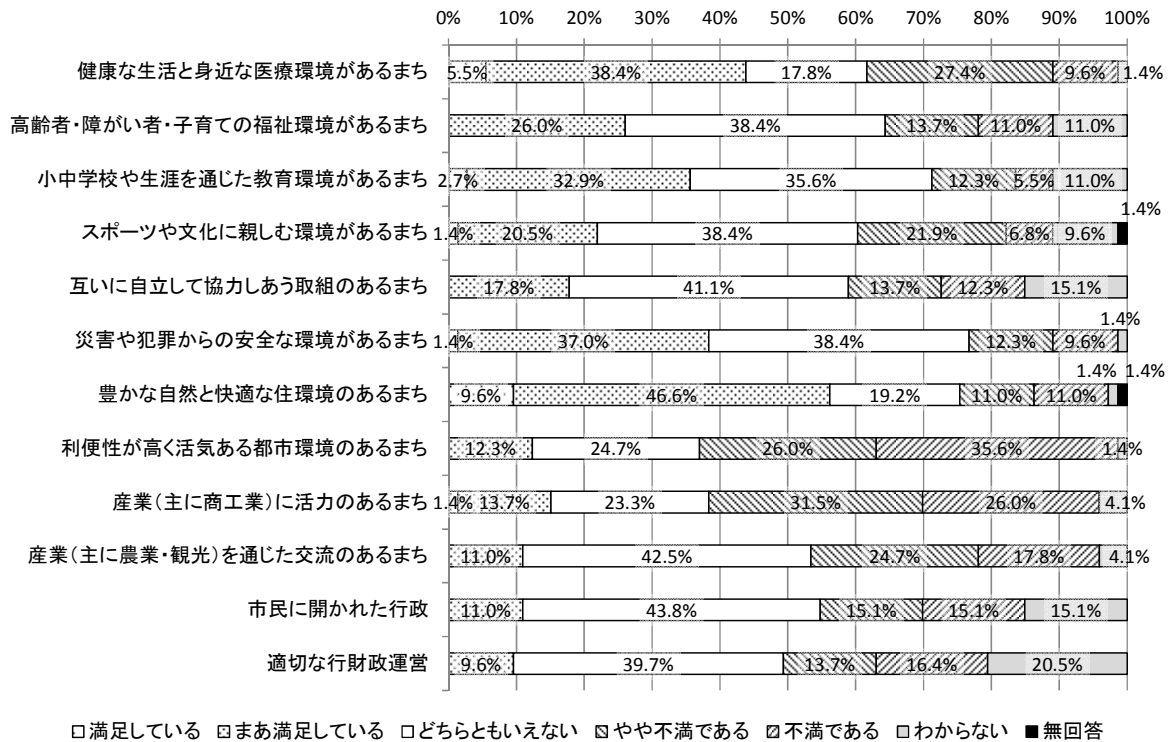 0% 10% 20% 30% 40% 50% 60% 70% 80% 90% 100%
健康な生活と身近な医療環境があるまち 5.5% 38.4% 17.8% 27.4% 9.6% 1.4%
高齢者・障がい者・子育ての福祉環境があるまち 26.0% 38.4% 13.7% 11.0% 11.0%
小中学校や生涯を通じた教育環境があるまち 2.7% 32.9% 35.6% 12.3% 5.5% 11.0%
1.4%
スポーツや文化に親しむ環境があるまち 1.4% 20.5% 38.4% 21.9% 6.8% 9.6%
互いに自立して協力しあう取組のあるまち 17.8% 41.1% 13.7% 12.3% 15.1%
1.4%
災害や犯罪からの安全な環境があるまち 1.4% 37.0% 38.4% 12.3% 9.6%
1.4% 1.4%
豊かな自然と快適な住環境のあるまち 9.6% 46.6% 19.2% 11.0% 11.0%
利便性が高く活気ある都市環境のあるまち 12.3% 24.7% 26.0% 35.6% 1.4%
産業(主に商工業)に活力のあるまち 1.4% 13.7% 23.3% 31.5% 26.0% 4.1%
産業(主に農業・観光)を通じた交流のあるまち 11.0% 42.5% 24.7% 17.8% 4.1%
市民に開かれた行政 11.0% 43.8% 15.1% 15.1% 15.1%
適切な行財政運営 9.6% 39.7% 13.7% 16.4% 20.5%
満足している まあ満足している どちらともいえない やや不満である 不満である わからない 無回答